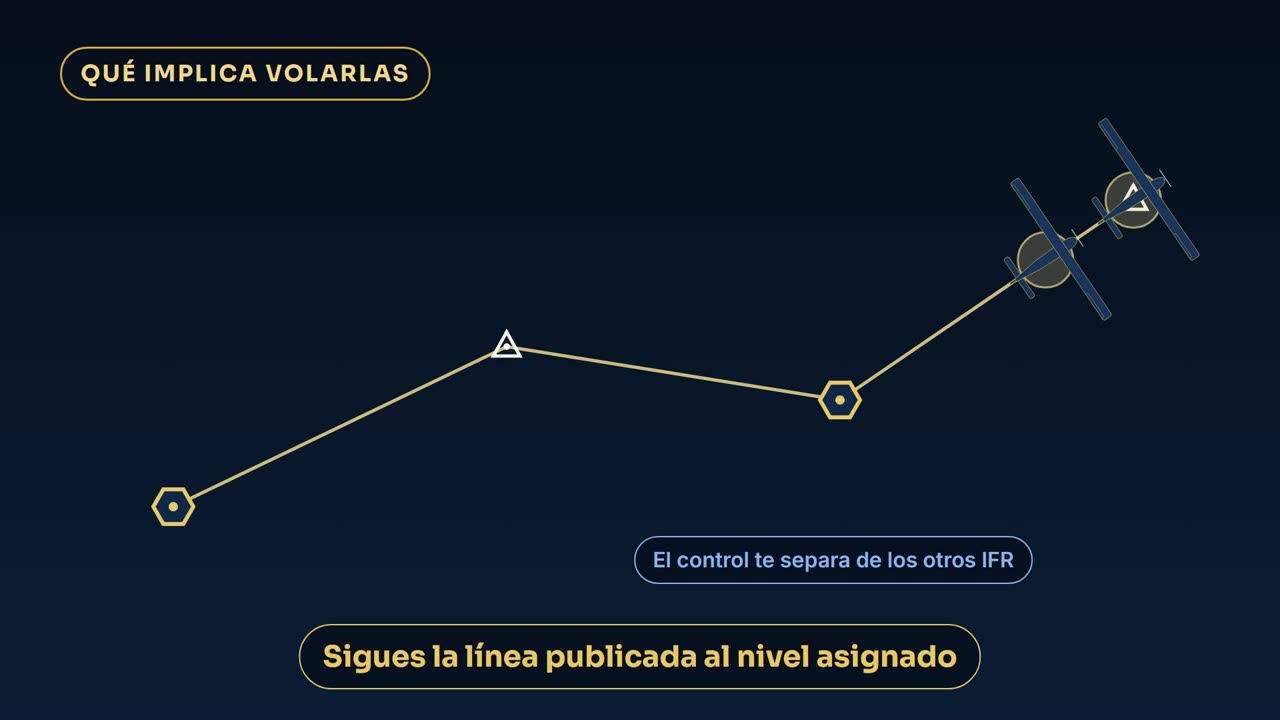 QUÉ IMPLICA VOLARLAS
El control te separa de los otros IFR
Sigues la línea publicada al nivel asignado